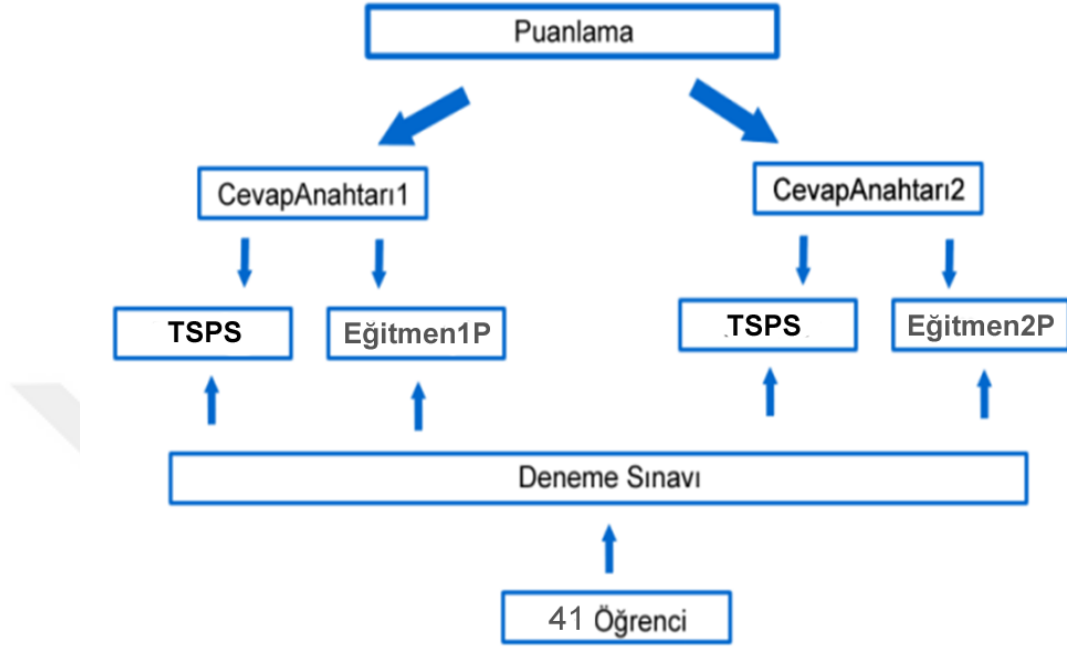 Puanlama
CevapAnahtarı1
CevapAnahtarı2
TSPS
Eğitmen1P
TSPS
Eğitmen2P
Deneme Sınavı
41 Öğrenci